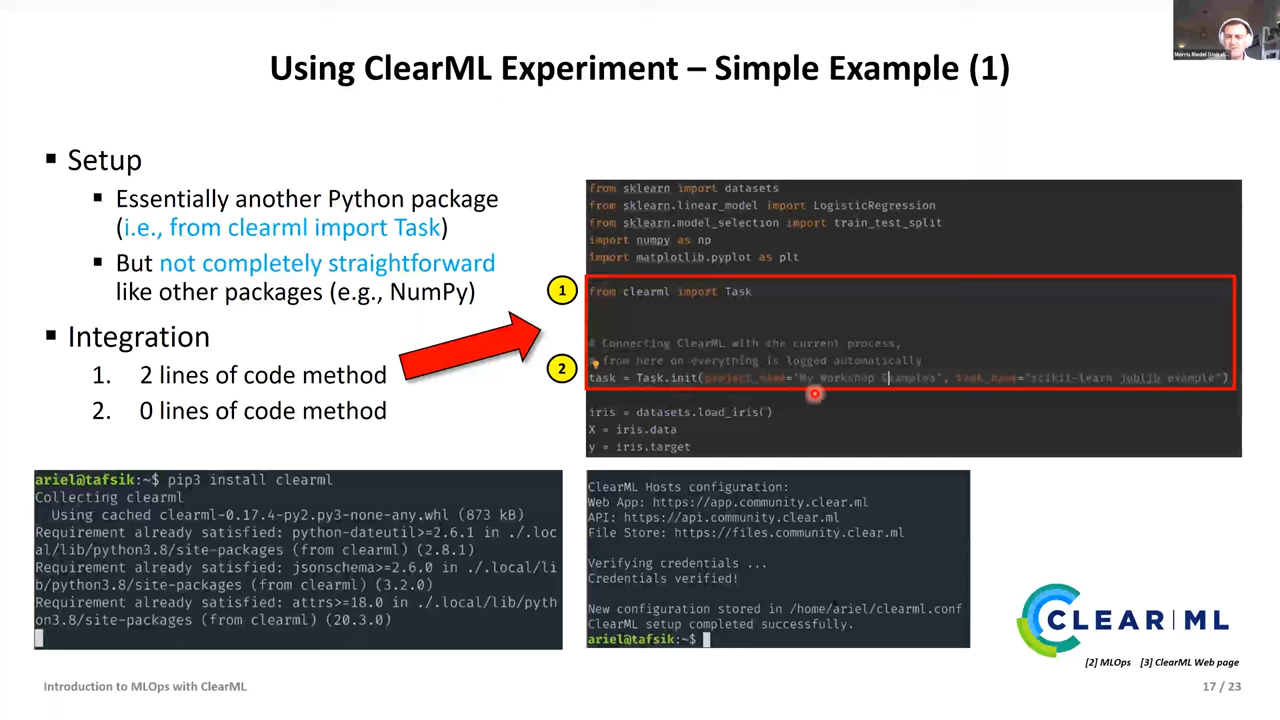 Morris Riedel
Using ClearML Experiment – Simple Example (1)
Setup
Essentially another Python package
(i.e., from clearml import Task)
But not completely straightforward
like other packages (e.g., NumPy)
Integration
1. 2 lines of code method
2. 0 lines of code method
from sklearn import datasets
from sklearn.linear_model import LogisticRegression
from sklearn.model_selection import train_test_split
import numpy as np
import matplotlib.pyplot as plt
1
from clearml import Task
# Connecting ClearML with the current process,
# from here on everything is logged automatically
2
task = Task.init(project_name="My Workshop Examples", task_name="scikit-learn joblib example")
iris = datasets.load_iris()
X = iris.data
y = iris.target
ariel@tafsik:~$ pip3 install clearml
Collecting clearml
Using cached clearml-0.17.4-py2.py3-none-any.whl (873 kB)
Requirement already satisfied: python-dateutil>=2.6.1 in ./.loc
al/lib/python3.8/site-packages (from clearml) (2.8.1)
Requirement already satisfied: jsonschema>=2.6.0 in ./.local/li
b/python3.8/site-packages (from clearml) (3.2.0)
Requirement already satisfied: attrs>=18.0 in ./.local/lib/pyth
on3.8/site-packages (from clearml) (20.3.0)
ClearML Hosts configuration:
Web App: https://app.community.clear.ml
API: https://api.community.clear.ml
File Store: https://files.community.clear.ml
Verifying credentials ...
Credentials verified!
New configuration stored in /home/ariel/clearml.conf
ClearML setup completed successfully.
ariel@tafsik:~$
CLEAR|ML
[2] MLOps [3] ClearML Web page
Introduction to MLOps with ClearML
17 / 23